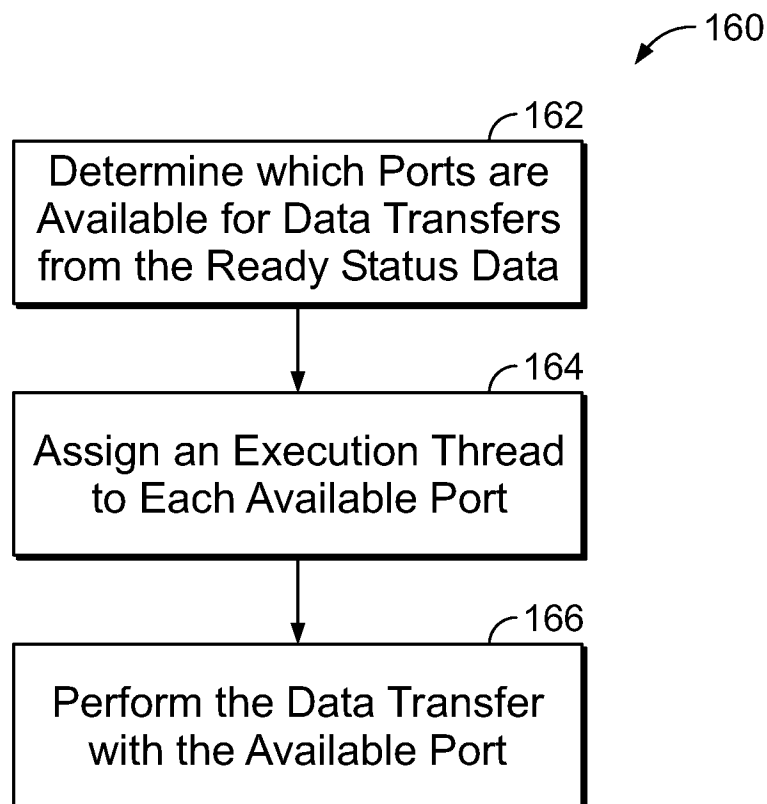 160
162
Determine which Ports are
Available for Data Transfers
from the Ready Status Data
164
Assign an Execution Thread
to Each Available Port
166
Perform the Data Transfer
with the Available Port